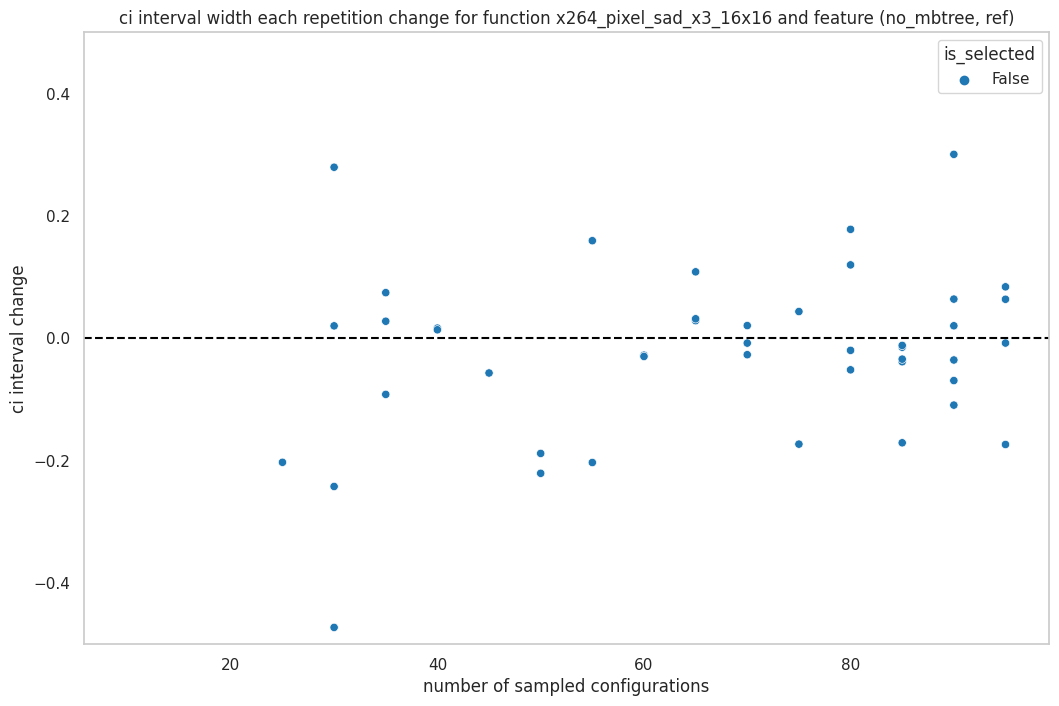 ci interval width each repetition change for function x264_pixel_sad_x3_16x16 and feature (no_mbtree, ref)
is_selected
False
ci interval change
0.4
0.2
0.0
−0.2
−0.4
20
40
60
80
number of sampled configurations